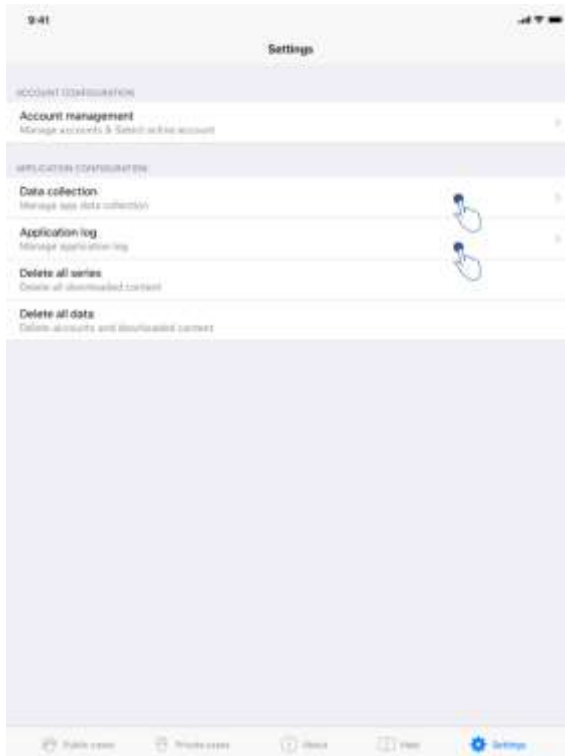 9:41
Settings
ACCOUNT CONFIGURATION
Account management
Manage accounts & Select active account
APPLICATION CONFIGURATION
Data collection
Manage app data collection
Application log
Manage application log
Delete all series
Delete all downloaded content
Delete all data
Delete accounts and downloaded content
Public cases
Private cases
About
Help
Settings